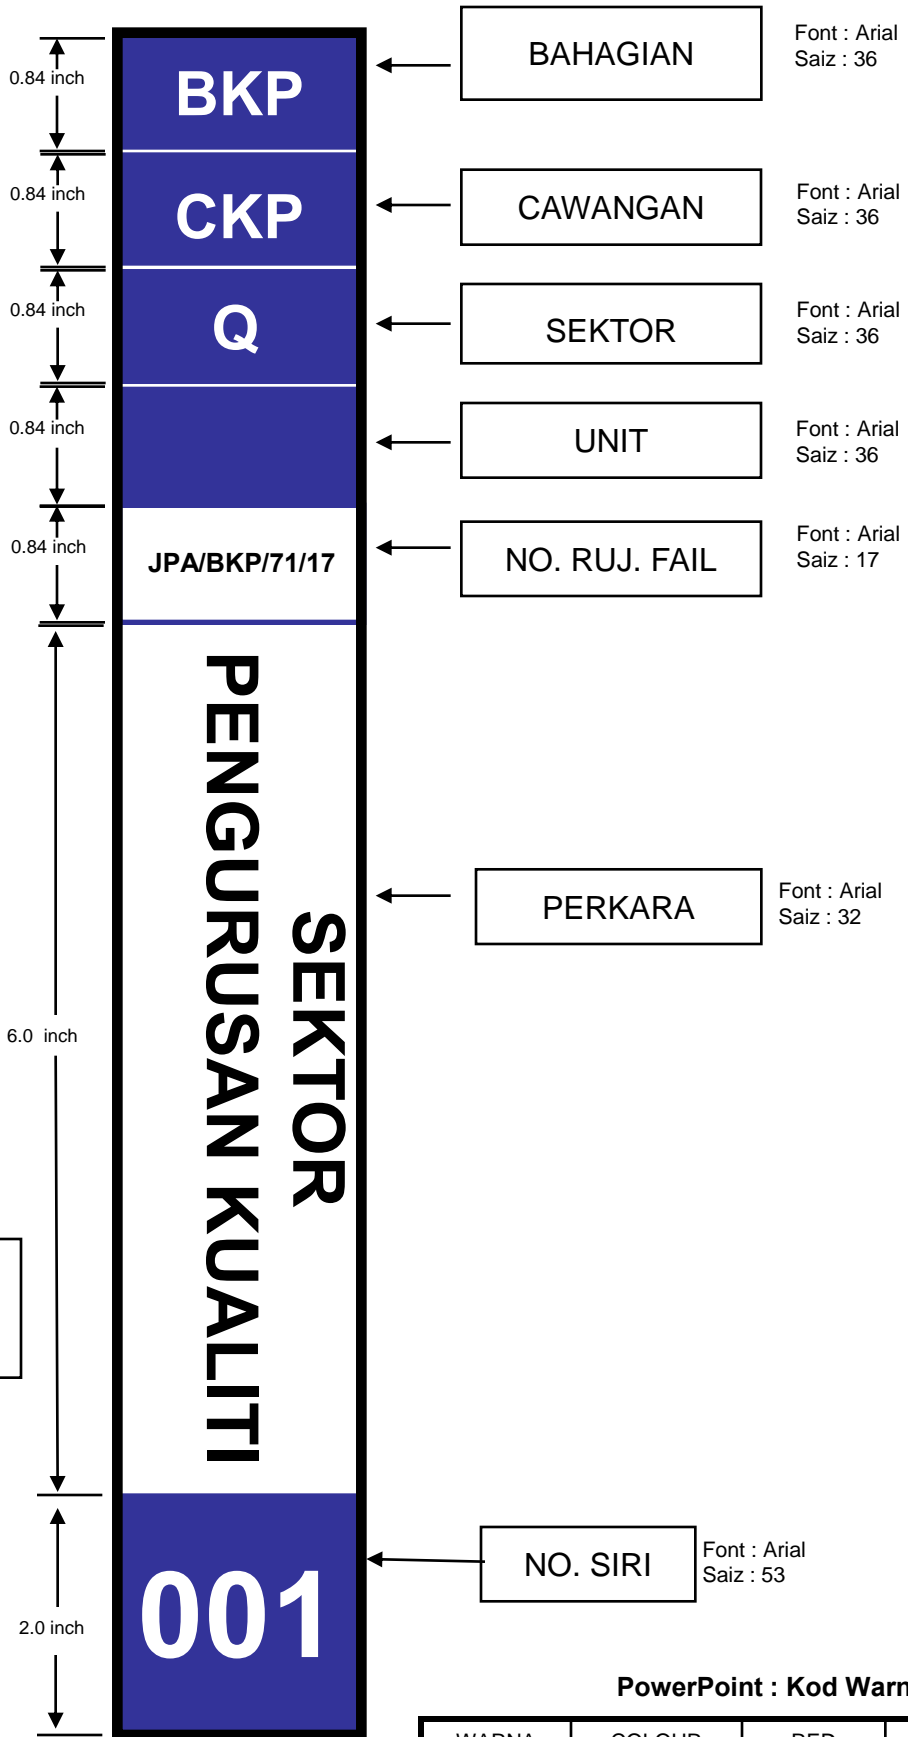 0.84 inch
BKP
BAHAGIAN
Font : Arial
Saiz : 36
0.84 inch
CKP
CAWANGAN
Font : Arial
Saiz : 36
0.84 inch
Q
SEKTOR
Font : Arial
Saiz : 36
0.84 inch
UNIT
Font : Arial
Saiz : 36
0.84 inch
JPA/BKP/71/17
NO. RUJ. FAIL
Font : Arial
Saiz : 17
6.0 inch
SEKTOR
PENGURUSAN KUALITI
PERKARA
Font : Arial
Saiz : 32
2.0 inch
001
NO. SIRI
Font : Arial
Saiz : 53
PowerPoint : Kod Warn
WARNA COLOUR RED